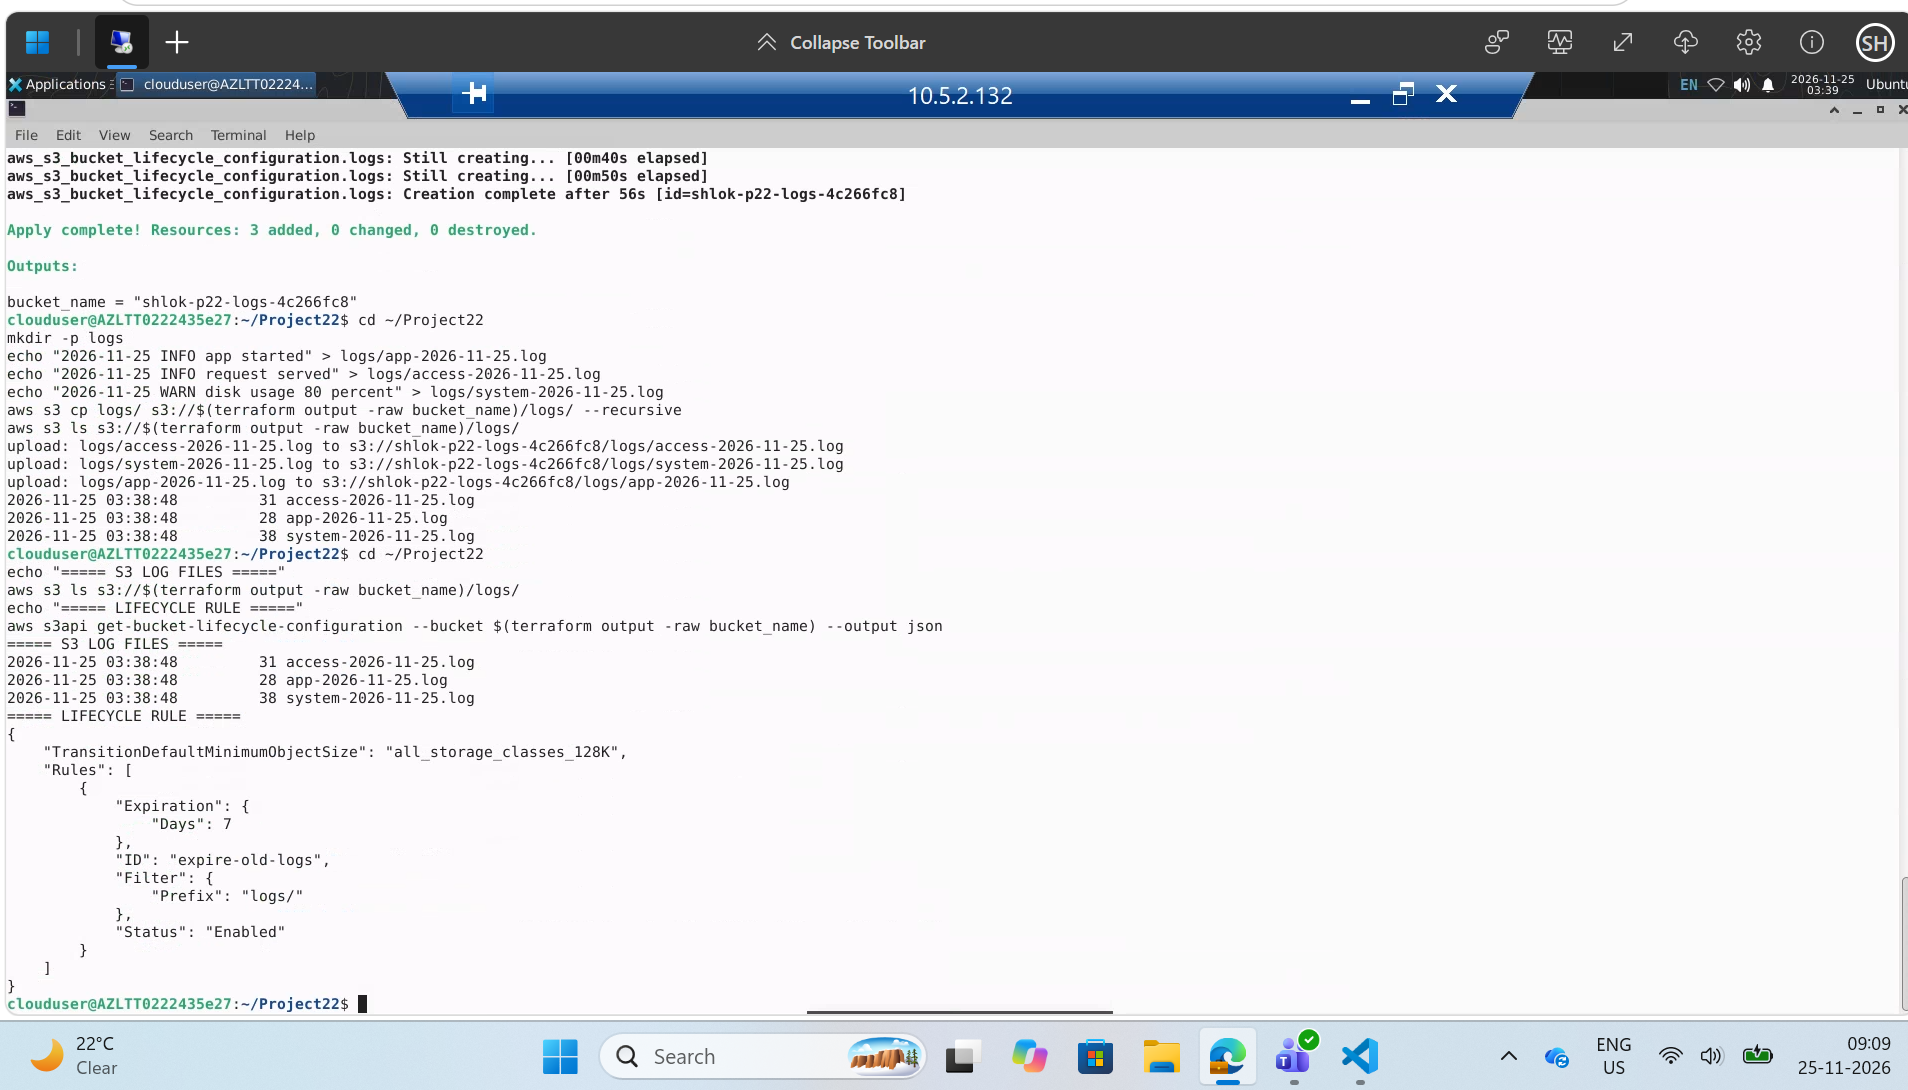 Collapse Toolbar
SH
Applications
clouduser@AZLTT02224...
10.5.2.132
EN
2026-11-25
03:39
Ubuntu
File Edit View Search Terminal Help
aws_s3_bucket_lifecycle_configuration.logs: Still creating... [00m40s elapsed]
aws_s3_bucket_lifecycle_configuration.logs: Still creating... [00m50s elapsed]
aws_s3_bucket_lifecycle_configuration.logs: Creation complete after 56s [id=shlok-p22-logs-4c266fc8]
Apply complete! Resources: 3 added, 0 changed, 0 destroyed.
Outputs:
bucket_name = "shlok-p22-logs-4c266fc8"
clouduser@AZLTT0222435e27:~/Project22$ cd ~/Project22
mkdir -p logs
echo "2026-11-25 INFO app started" > logs/app-2026-11-25.log
echo "2026-11-25 INFO request served" > logs/access-2026-11-25.log
echo "2026-11-25 WARN disk usage 80 percent" > logs/system-2026-11-25.log
aws s3 cp logs/ s3://$(terraform output -raw bucket_name)/logs/ --recursive
aws s3 ls s3://$(terraform output -raw bucket_name)/logs/
upload: logs/access-2026-11-25.log to s3://shlok-p22-logs-4c266fc8/logs/access-2026-11-25.log
upload: logs/system-2026-11-25.log to s3://shlok-p22-logs-4c266fc8/logs/system-2026-11-25.log
upload: logs/app-2026-11-25.log to s3://shlok-p22-logs-4c266fc8/logs/app-2026-11-25.log
2026-11-25 03:38:48         31 access-2026-11-25.log
2026-11-25 03:38:48         28 app-2026-11-25.log
2026-11-25 03:38:48         38 system-2026-11-25.log
clouduser@AZLTT0222435e27:~/Project22$ cd ~/Project22
echo "===== S3 LOG FILES ====="
aws s3 ls s3://$(terraform output -raw bucket_name)/logs/
echo "===== LIFECYCLE RULE ====="
aws s3api get-bucket-lifecycle-configuration --bucket $(terraform output -raw bucket_name) --output json
===== S3 LOG FILES =====
2026-11-25 03:38:48         31 access-2026-11-25.log
2026-11-25 03:38:48         28 app-2026-11-25.log
2026-11-25 03:38:48         38 system-2026-11-25.log
===== LIFECYCLE RULE =====
{
    "TransitionDefaultMinimumObjectSize": "all_storage_classes_128K",
    "Rules": [
        {
            "Expiration": {
                "Days": 7
            },
            "ID": "expire-old-logs",
            "Filter": {
                "Prefix": "logs/"
            },
            "Status": "Enabled"
        }
    ]
}
clouduser@AZLTT0222435e27:~/Project22$
22°C
Clear
Search
ENG
US
09:09
25-11-2026